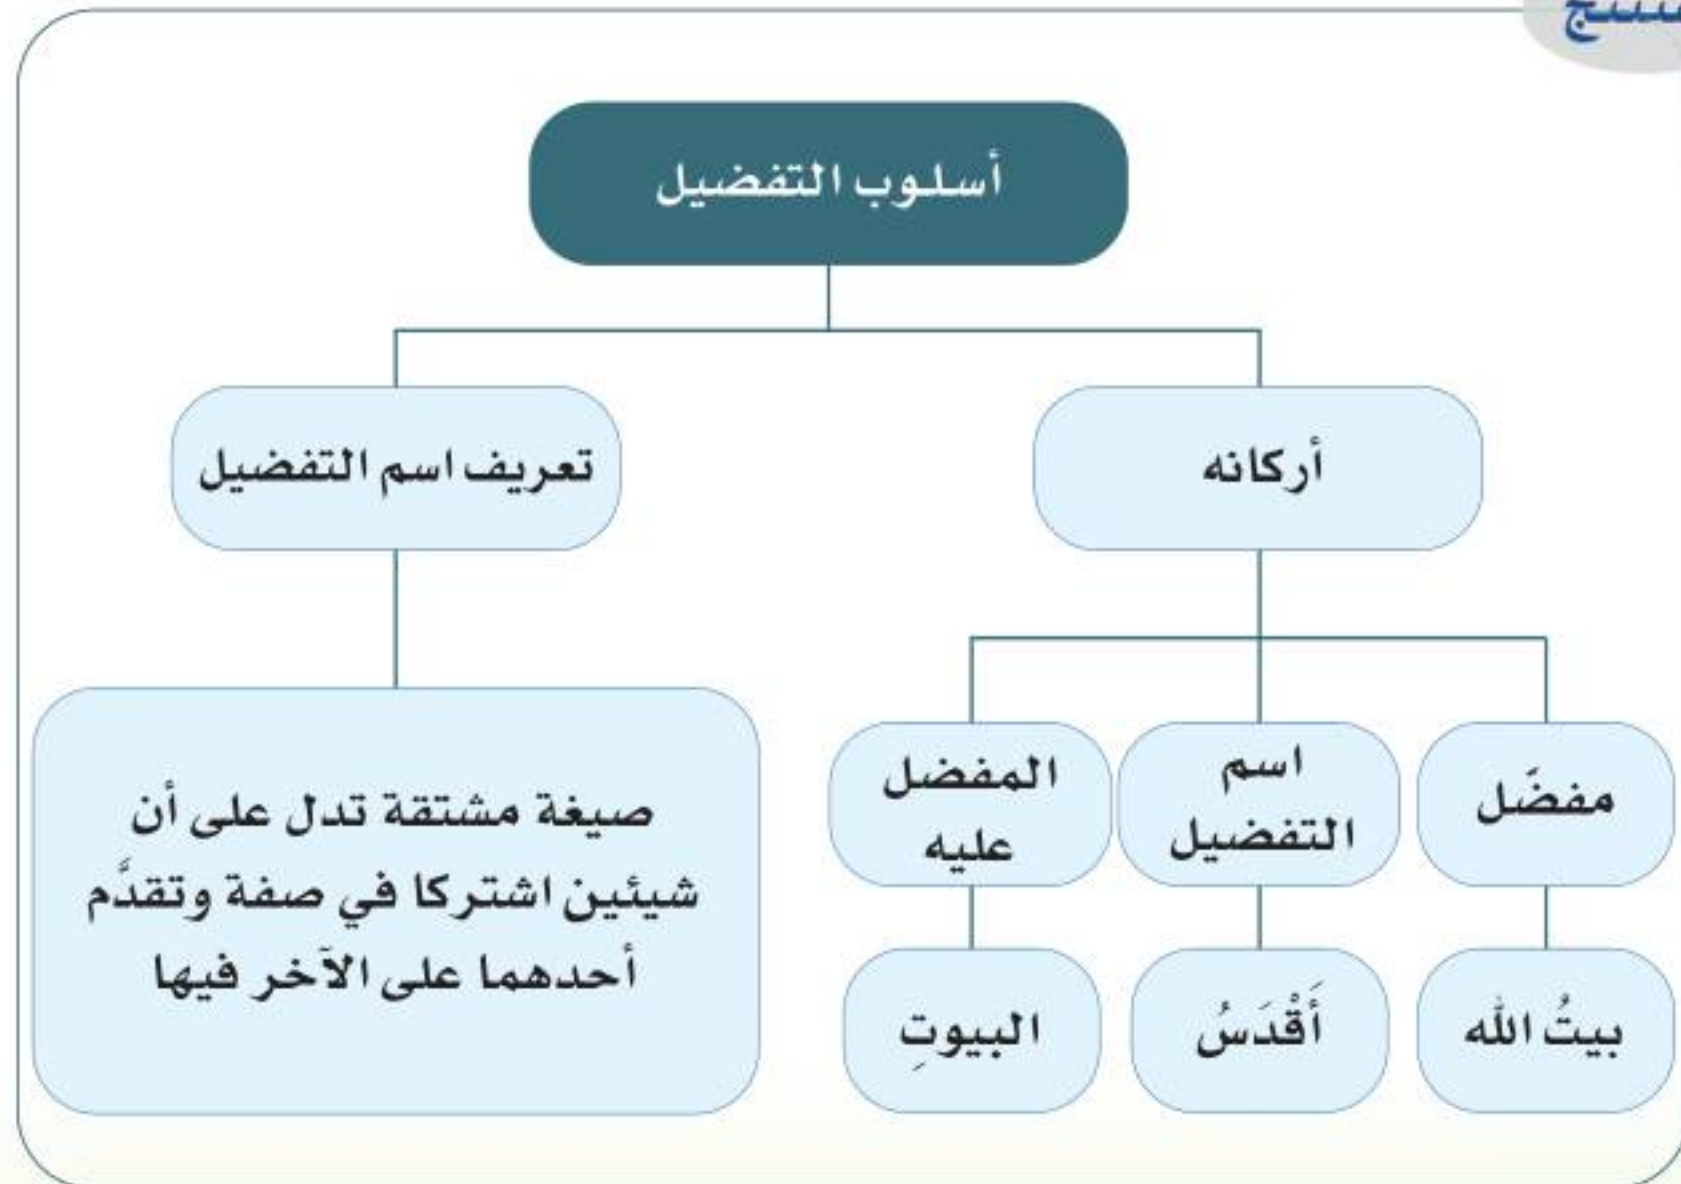 أسلوب التفضيل
أركانه
تعريف اسم التفضيل
مفضَّل
اسم
التفضيل
المفضل
عليه
بيتُ الله
أَقْدَسُ
البيوتِ
صيغة مشتقة تدل على أن
شيئين اشتركا في صفة وتقدَّم
أحدهما على الآخر فيها